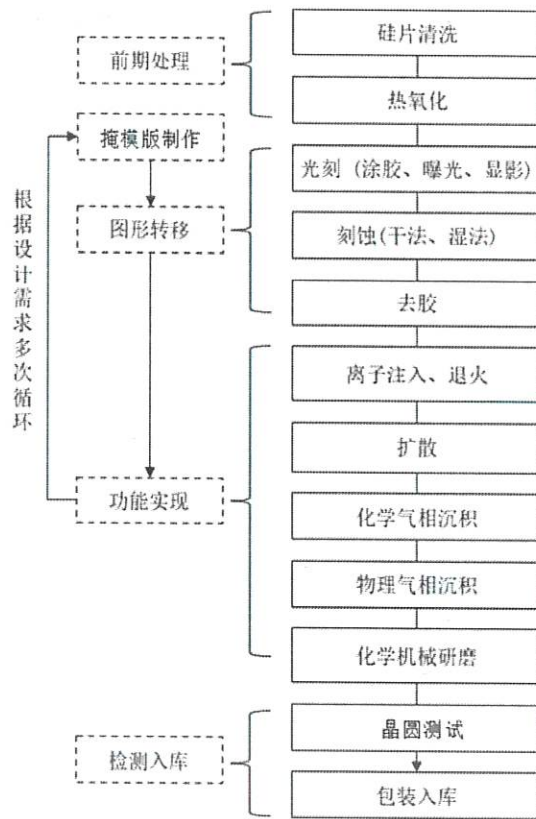 硅片清洗
前期处理
热氧化
掩模版制作
光刻（涂胶、曝光、显影）
图形转移
刻蚀(干法、湿法)
去胶
根据设计需求多次循环
离子注入、退火
扩散
功能实现
化学气相沉积
物理气相沉积
化学机械研磨
晶圆测试
检测入库
包装入库